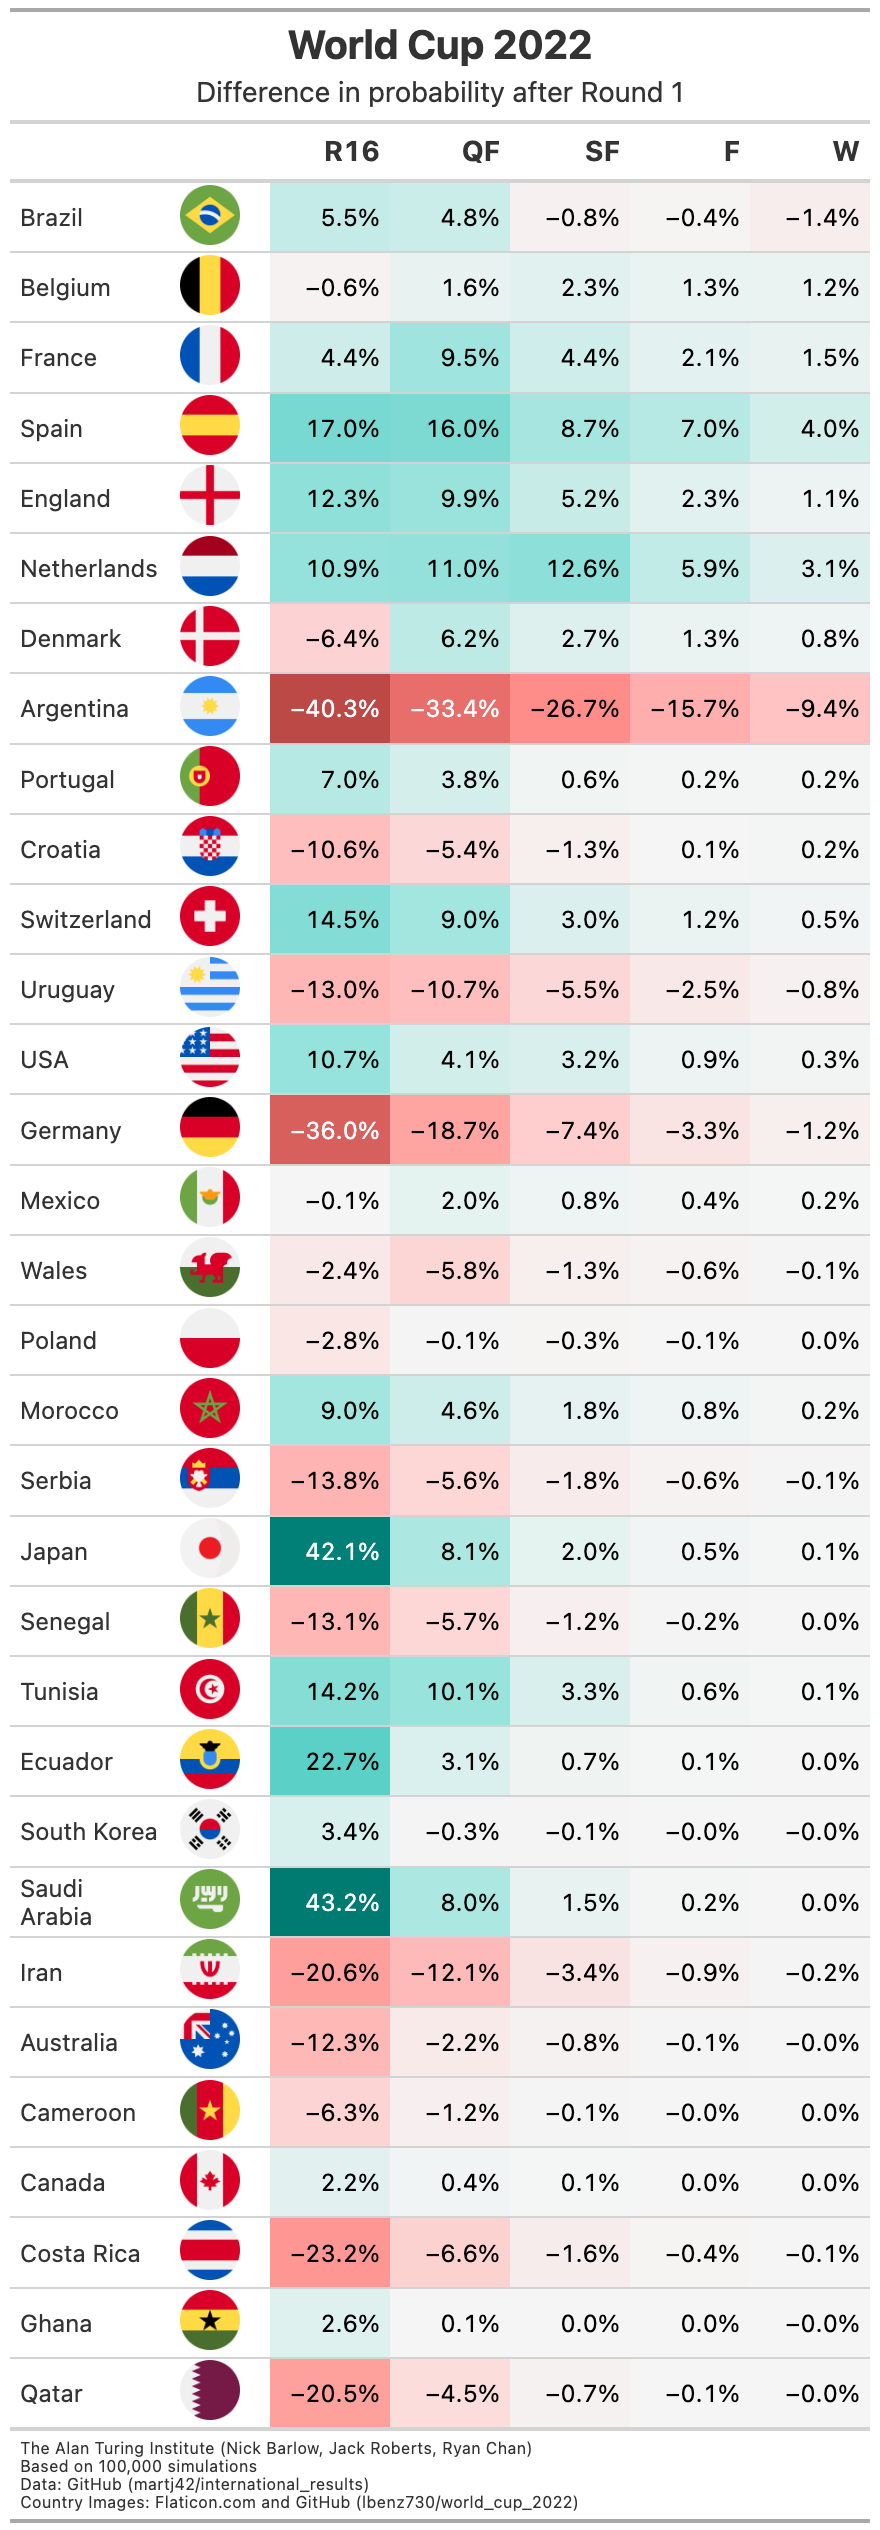 World Cup 2022
Difference in probability after Round 1
R16 QF SF F W
Brazil 5.5% 4.8% −0.8% −0.4% −1.4%
Belgium −0.6% 1.6% 2.3% 1.3% 1.2%
France 4.4% 9.5% 4.4% 2.1% 1.5%
Spain 17.0% 16.0% 8.7% 7.0% 4.0%
England 12.3% 9.9% 5.2% 2.3% 1.1%
Netherlands 10.9% 11.0% 12.6% 5.9% 3.1%
Denmark −6.4% 6.2% 2.7% 1.3% 0.8%
Argentina −40.3% −33.4% −26.7% −15.7% −9.4%
Portugal 7.0% 3.8% 0.6% 0.2% 0.2%
Croatia −10.6% −5.4% −1.3% 0.1% 0.2%
Switzerland 14.5% 9.0% 3.0% 1.2% 0.5%
Uruguay −13.0% −10.7% −5.5% −2.5% −0.8%
USA 10.7% 4.1% 3.2% 0.9% 0.3%
Germany −36.0% −18.7% −7.4% −3.3% −1.2%
Mexico −0.1% 2.0% 0.8% 0.4% 0.2%
Wales −2.4% −5.8% −1.3% −0.6% −0.1%
Poland −2.8% −0.1% −0.3% −0.1% 0.0%
Morocco 9.0% 4.6% 1.8% 0.8% 0.2%
Serbia −13.8% −5.6% −1.8% −0.6% −0.1%
Japan 42.1% 8.1% 2.0% 0.5% 0.1%
Senegal −13.1% −5.7% −1.2% −0.2% 0.0%
Tunisia 14.2% 10.1% 3.3% 0.6% 0.1%
Ecuador 22.7% 3.1% 0.7% 0.1% 0.0%
South Korea 3.4% −0.3% −0.1% −0.0% −0.0%
Saudi
Arabia 43.2% 8.0% 1.5% 0.2% 0.0%
Iran −20.6% −12.1% −3.4% −0.9% −0.2%
Australia −12.3% −2.2% −0.8% −0.1% −0.0%
Cameroon −6.3% −1.2% −0.1% −0.0% 0.0%
Canada 2.2% 0.4% 0.1% 0.0% 0.0%
Costa Rica −23.2% −6.6% −1.6% −0.4% −0.1%
Ghana 2.6% 0.1% 0.0% 0.0% −0.0%
Qatar −20.5% −4.5% −0.7% −0.1% −0.0%
The Alan Turing Institute (Nick Barlow, Jack Roberts, Ryan Chan)
Based on 100,000 simulations
Data: GitHub (martj42/international_results)
Country Images: Flaticon.com and GitHub (lbenz730/world_cup_2022)